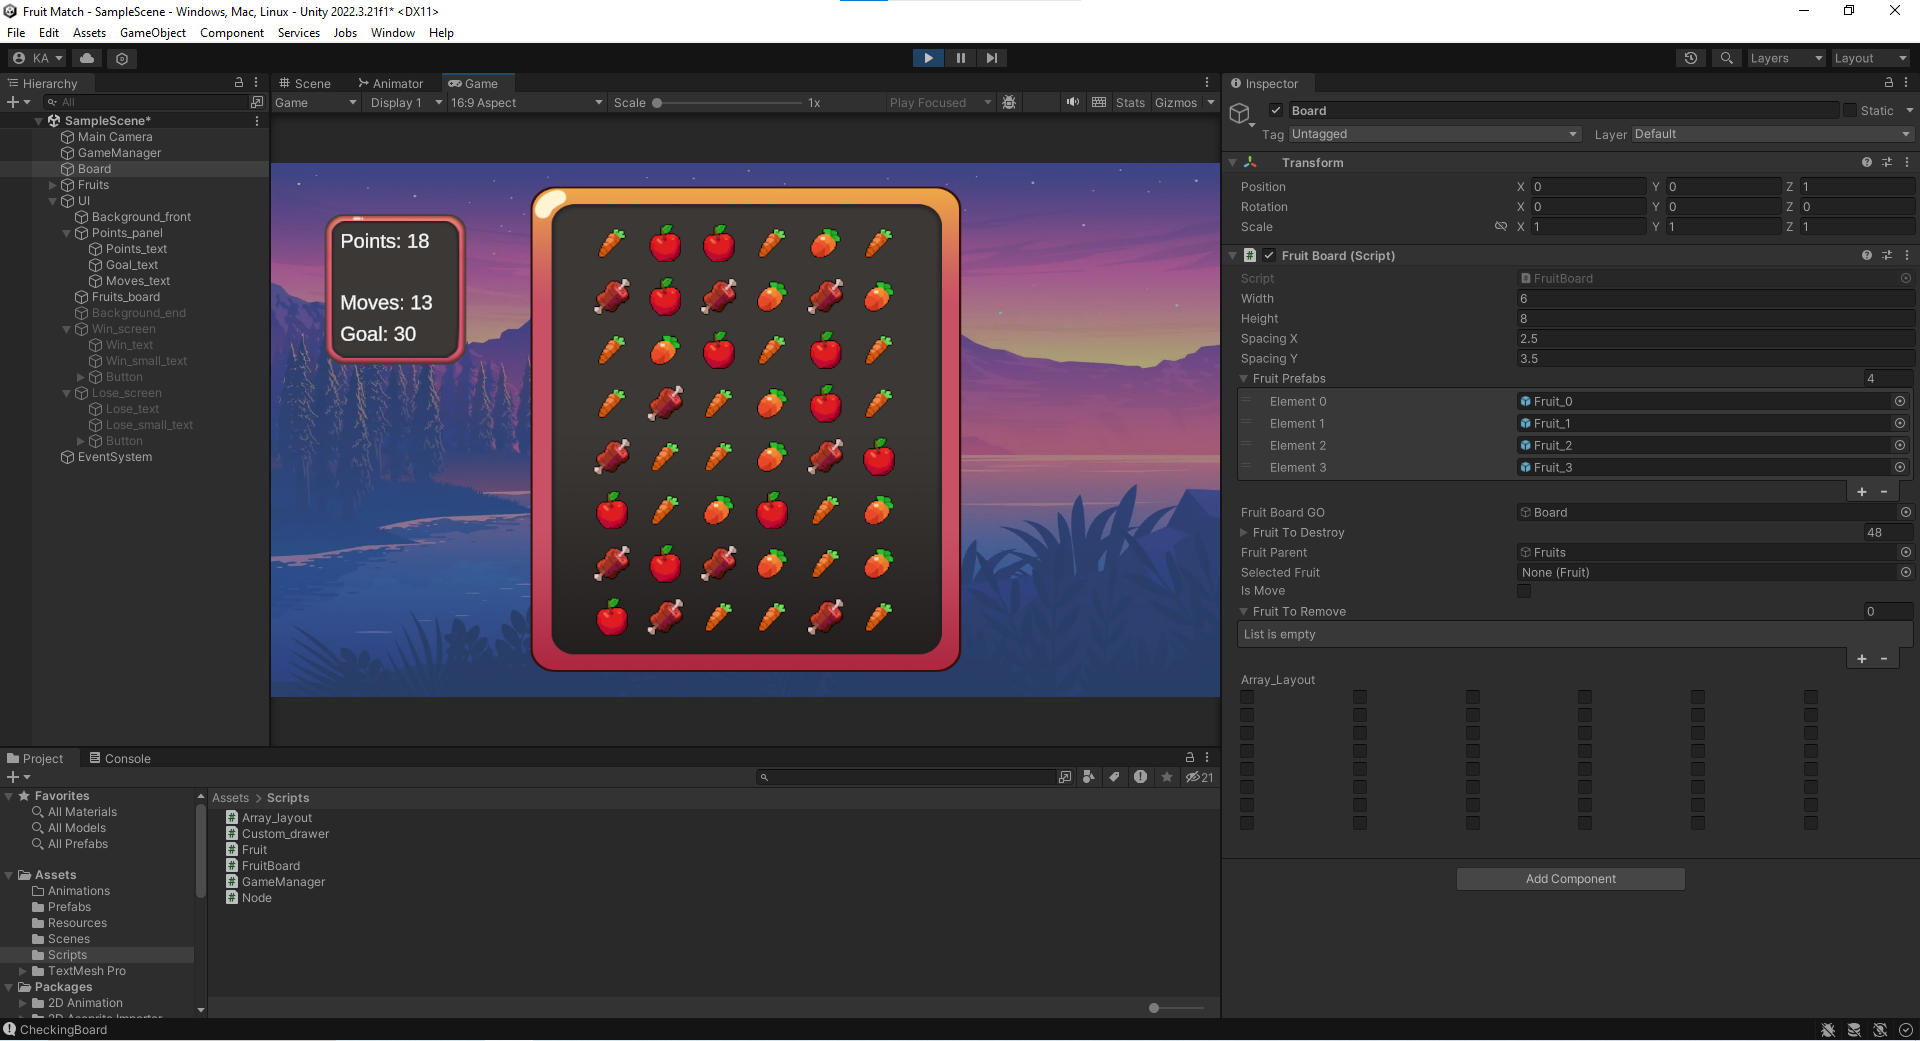 Fruit Match - SampleScene - Windows, Mac, Linux - Unity 2022.3.21f1* <DX11>
File Edit Assets GameObject Component Services Jobs Window Help
KA
Layers Layout
Hierarchy
All
SampleScene*
Main Camera
GameManager
Board
Fruits
UI
Background_front
Points_panel
Points_text
Goal_text
Moves_text
Fruits_board
Background_end
Win_screen
Win_text
Win_small_text
Button
Lose_screen
Lose_text
Lose_small_text
Button
EventSystem
Scene Animator Game
Game Display 1 16:9 Aspect Scale 1x Play Focused Stats Gizmos
Points: 18
Moves: 13
Goal: 30
Inspector
Board Static
Tag Untagged Layer Default
Transform
Position X 0 Y 0 Z 1
Rotation X 0 Y 0 Z 0
Scale X 1 Y 1 Z 1
# Fruit Board (Script)
Script FruitBoard
Width 6
Height 8
Spacing X 2.5
Spacing Y 3.5
Fruit Prefabs 4
Element 0 Fruit_0
Element 1 Fruit_1
Element 2 Fruit_2
Element 3 Fruit_3
+ -
Fruit Board GO Board
Fruit To Destroy 48
Fruit Parent Fruits
Selected Fruit None (Fruit)
Is Move
Fruit To Remove 0
List is empty
+ -
Array_Layout
Add Component
Project Console
21
Favorites
All Materials
All Models
All Prefabs
Assets
Animations
Prefabs
Resources
Scenes
Scripts
TextMesh Pro
Packages
2D Animation
2D Aseprite Importer
Assets > Scripts
# Array_layout
# Custom_drawer
# Fruit
# FruitBoard
# GameManager
# Node
CheckingBoard